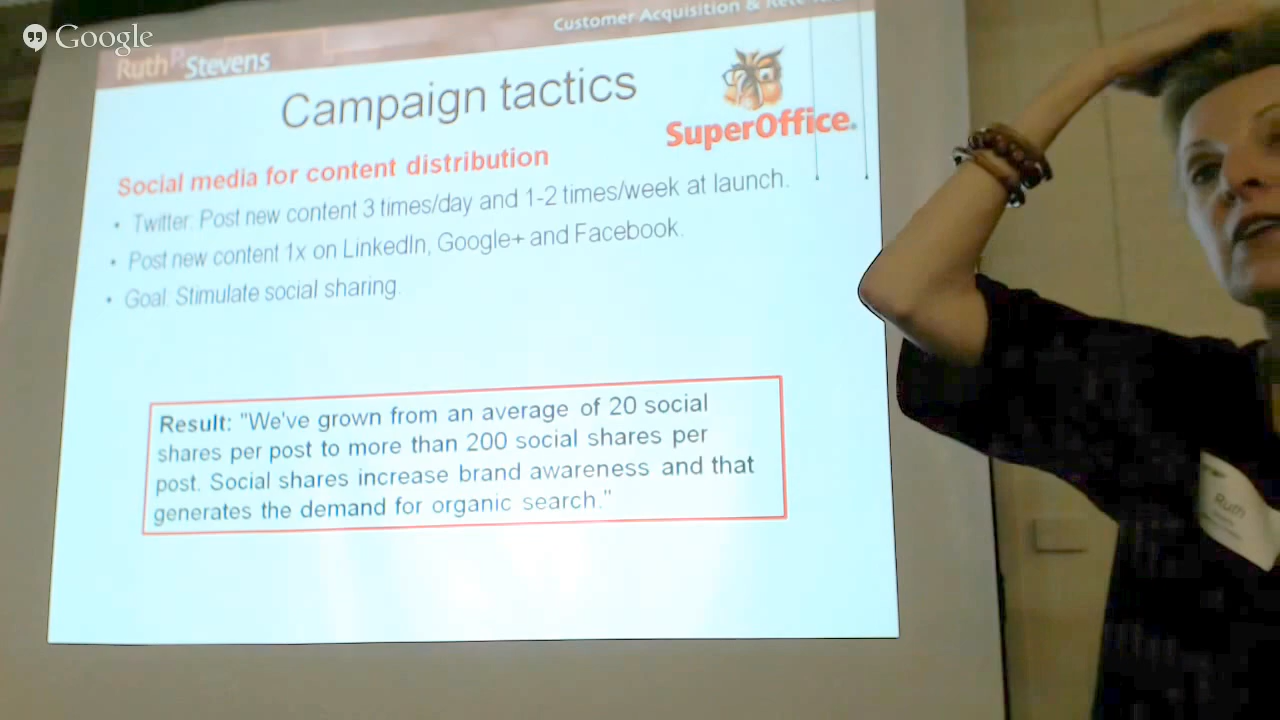 Google
Customer Acquisition &
Ruth P. Stevens
Campaign tactics
SuperOffice.
Social media for content distribution
• Twitter: Post new content 3 times/day and 1-2 times/week at launch.
• Post new content 1x on LinkedIn, Google+ and Facebook.
• Goal: Stimulate social sharing.
Result: "We've grown from an average of 20 social
shares per post to more than 200 social shares per
post. Social shares increase brand awareness and that
generates the demand for organic search."
Ruth